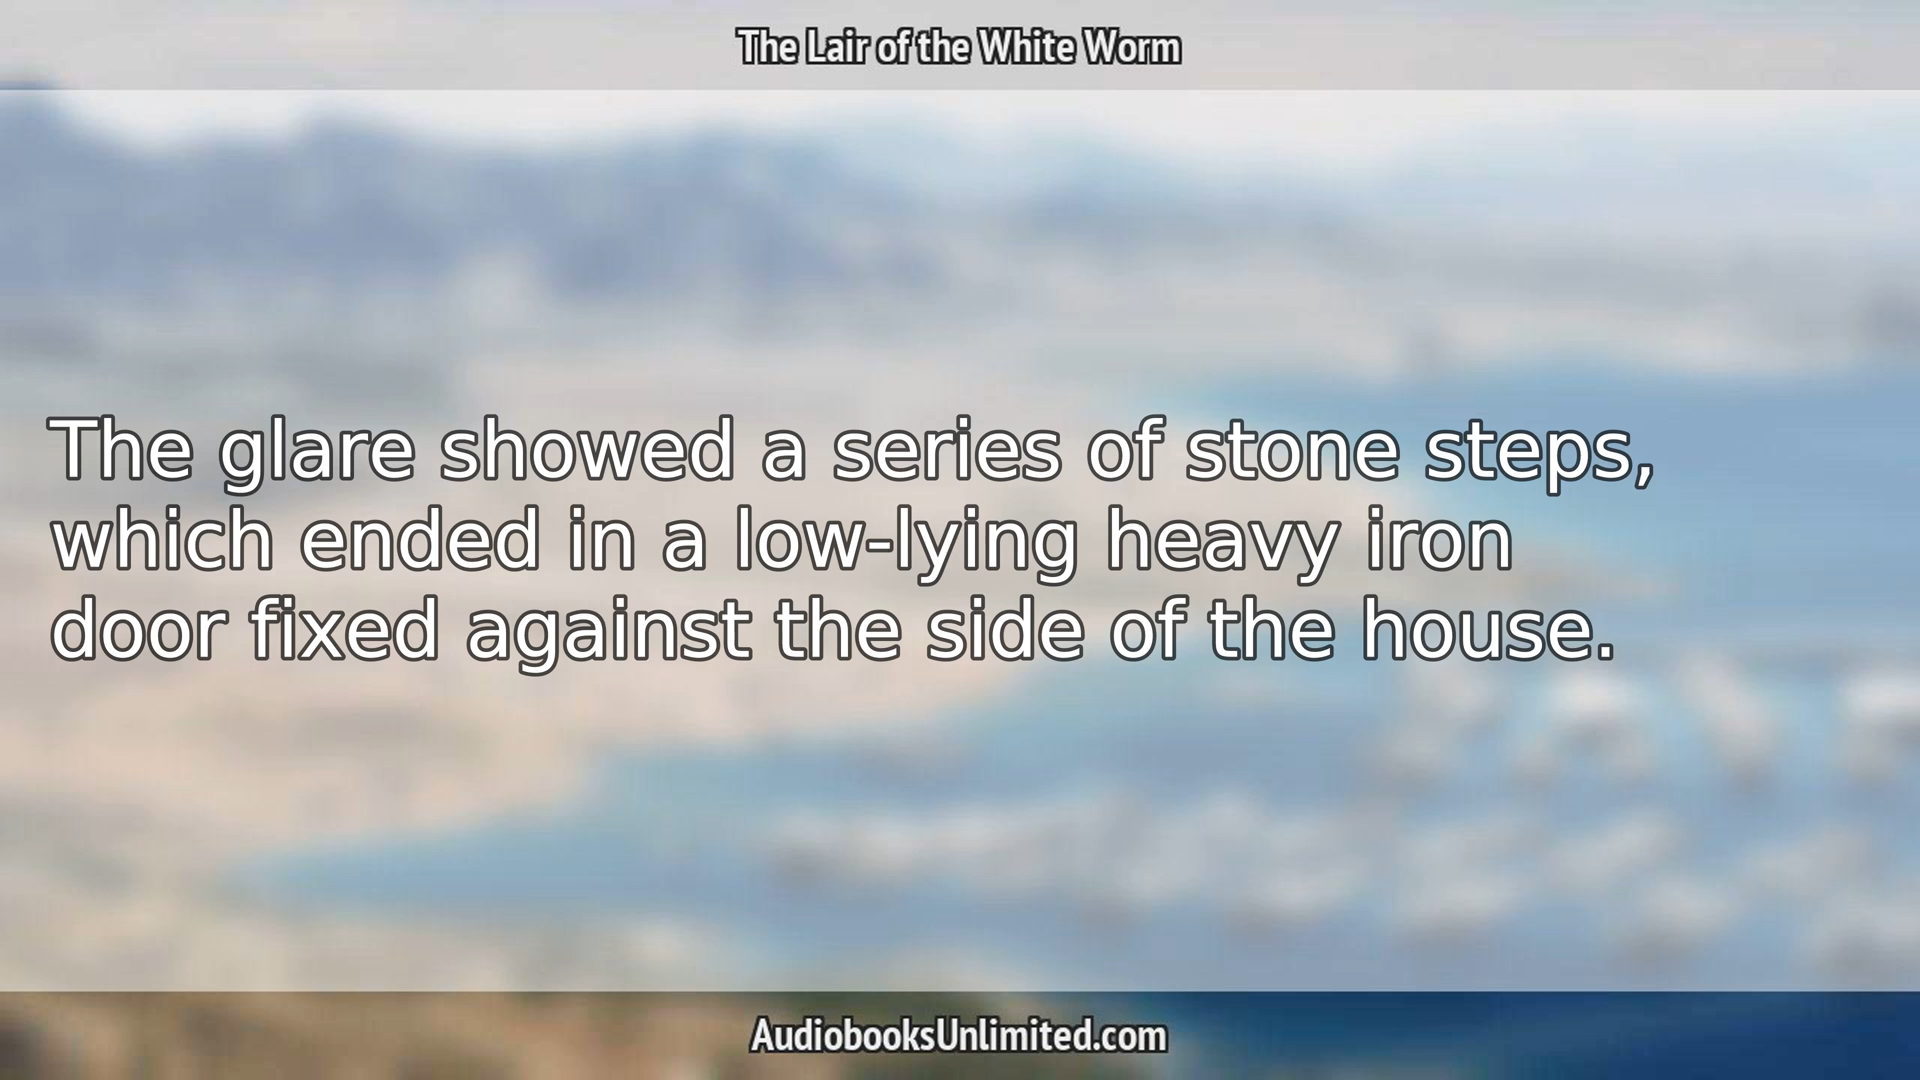 The Lair of the White Worm
The glare showed a series of stone steps,
which ended in a low-lying heavy iron
door fixed against the side of the house.
AudiobooksUnlimited.com